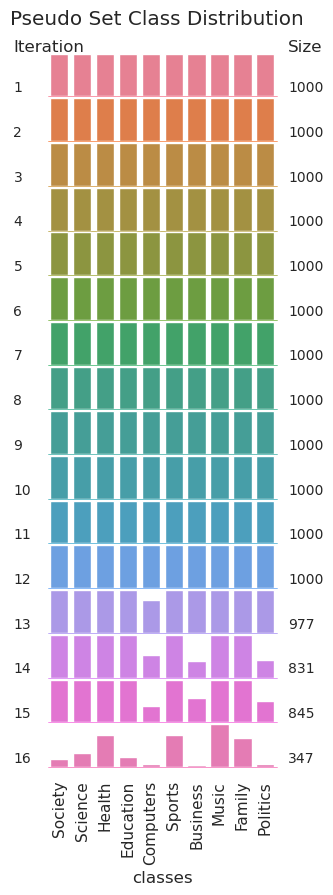 Pseudo Set Class Distribution
Iteration Size
1 1000
2 1000
3 1000
4 1000
5 1000
6 1000
7 1000
8 1000
9 1000
10 1000
11 1000
12 1000
13 977
14 831
15 845
16 347
Society
Science
Health
Education
Computers
Sports
Business
Music
Family
Politics
classes